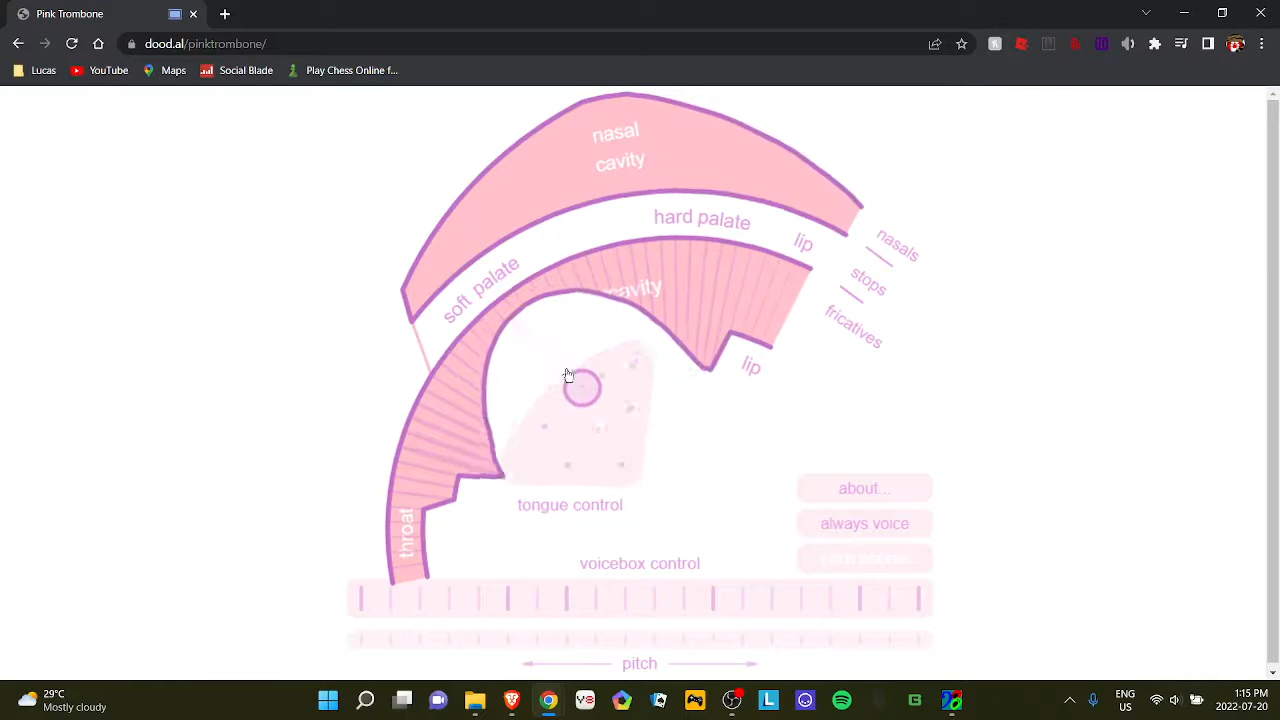 Pink Trombone
dood.al/pinktrombone/
Lucas
YouTube
Maps
Social Blade
Play Chess Online f...
nasal
cavity
hard palate
lip
nasals
stops
fricatives
soft palate
cavity
lip
throat
tongue control
about...
always voice
voicebox control
pitch
29°C
Mostly cloudy
ENG
US
1:15 PM
2022-07-20